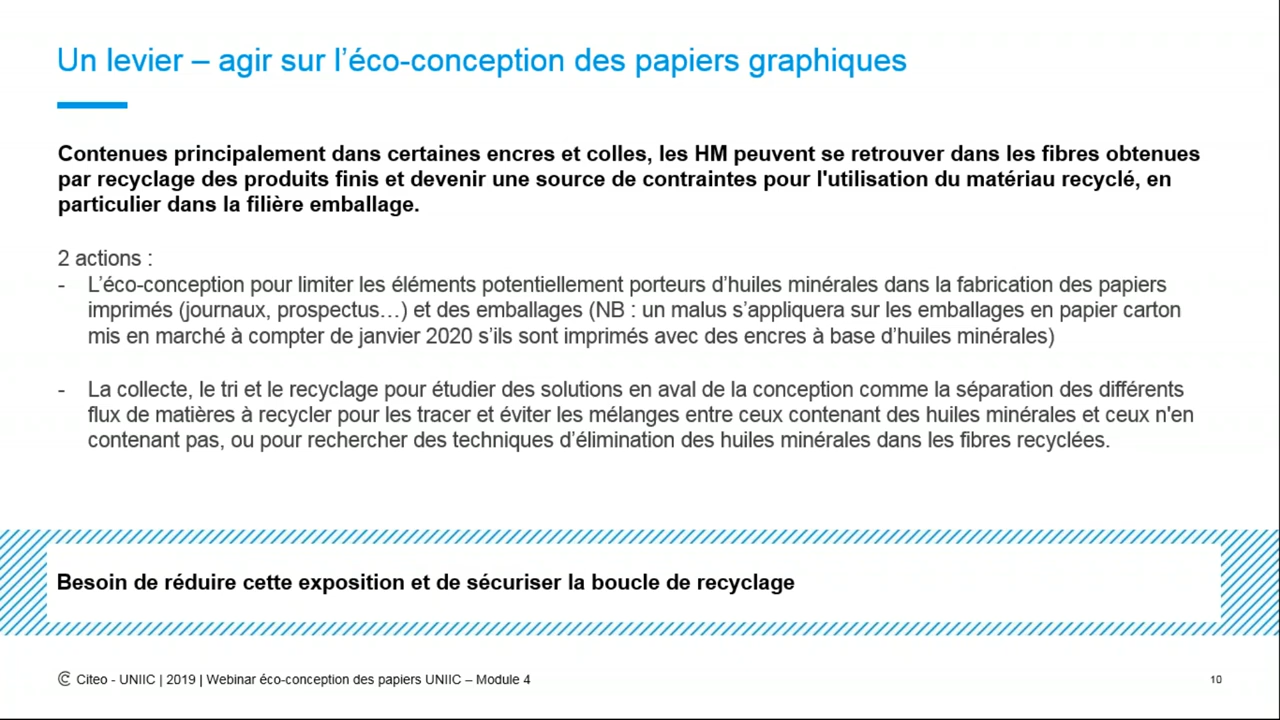 Un levier – agir sur l’éco-conception des papiers graphiques
Contenues principalement dans certaines encres et colles, les HM peuvent se retrouver dans les fibres obtenues
par recyclage des produits finis et devenir une source de contraintes pour l'utilisation du matériau recyclé, en
particulier dans la filière emballage.
2 actions :
- L’éco-conception pour limiter les éléments potentiellement porteurs d’huiles minérales dans la fabrication des papiers
imprimés (journaux, prospectus…) et des emballages (NB : un malus s’appliquera sur les emballages en papier carton
mis en marché à compter de janvier 2020 s’ils sont imprimés avec des encres à base d’huiles minérales)
- La collecte, le tri et le recyclage pour étudier des solutions en aval de la conception comme la séparation des différents
flux de matières à recycler pour les tracer et éviter les mélanges entre ceux contenant des huiles minérales et ceux n'en
contenant pas, ou pour rechercher des techniques d’élimination des huiles minérales dans les fibres recyclées.
Besoin de réduire cette exposition et de sécuriser la boucle de recyclage
Citeo - UNIIC | 2019 | Webinar éco-conception des papiers UNIIC – Module 4
10